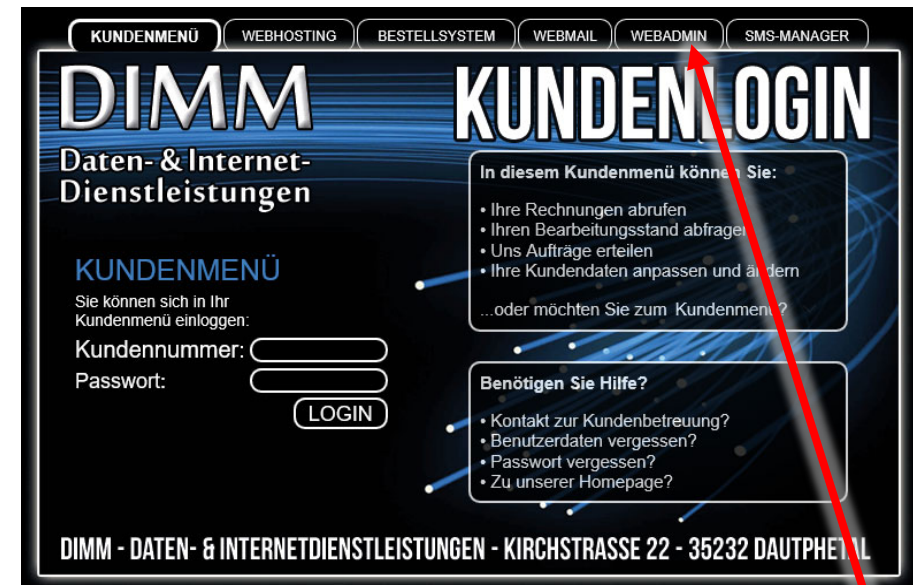 KUNDENMENÜ WEBHOSTING BESTELLSYSTEM WEBMAIL WEBADMIN SMS-MANAGER
DIMM
Daten- & Internet-
Dienstleistungen
KUNDENLOGIN
In diesem Kundenmenü können Sie:
• Ihre Rechnungen abrufen
• Ihren Bearbeitungsstand abfragen
• Uns Aufträge erteilen
• Ihre Kundendaten anpassen und ändern
...oder möchten Sie zum Kundenmenü?
KUNDENMENÜ
Sie können sich in Ihr
Kundenmenü einloggen:
Kundennummer:
Passwort:
LOGIN
Benötigen Sie Hilfe?
• Kontakt zur Kundenbetreuung?
• Benutzerdaten vergessen?
• Passwort vergessen?
• Zu unserer Homepage?
DIMM - DATEN- & INTERNETDIENSTLEISTUNGEN - KIRCHSTRASSE 22 - 35232 DAUTPHETAL